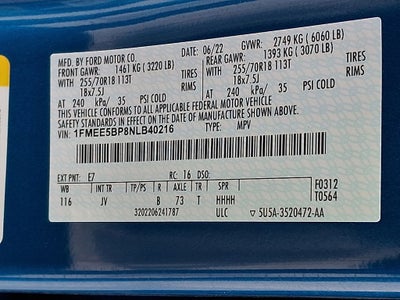 MFD. BY FORD MOTOR CO.
DATE: 06/22 GVWR: 2749 KG (6060 LB)
FRONT GAWR: 1461 KG (3220 LB) REAR GAWR: 1393 KG (3070 LB)
255/70R18 113T WITH 255/70R18 113T TIRES
18x7.5J 18x7.5J RIMS
AT 240 kPa/ 35 PSI COLD AT 240 kPa/ 35 PSI COLD
THIS VEHICLE CONFORMS TO ALL APPLICABLE FEDERAL MOTOR VEHICLE
SAFETY STANDARDS IN EFFECT ON THE DATE OF MANUFACTURE SHOWN ABOVE.
VIN: 1FMEE5BP8NLB40216 TYPE: MPV
EXT PNT: E7 RC: 16 DSO:
WB TP/PS R AXLE TR SPR
116 JV B 73 T HHHH
F0312
T0564
3202206241787 ULC
5U5A-3520472-AA